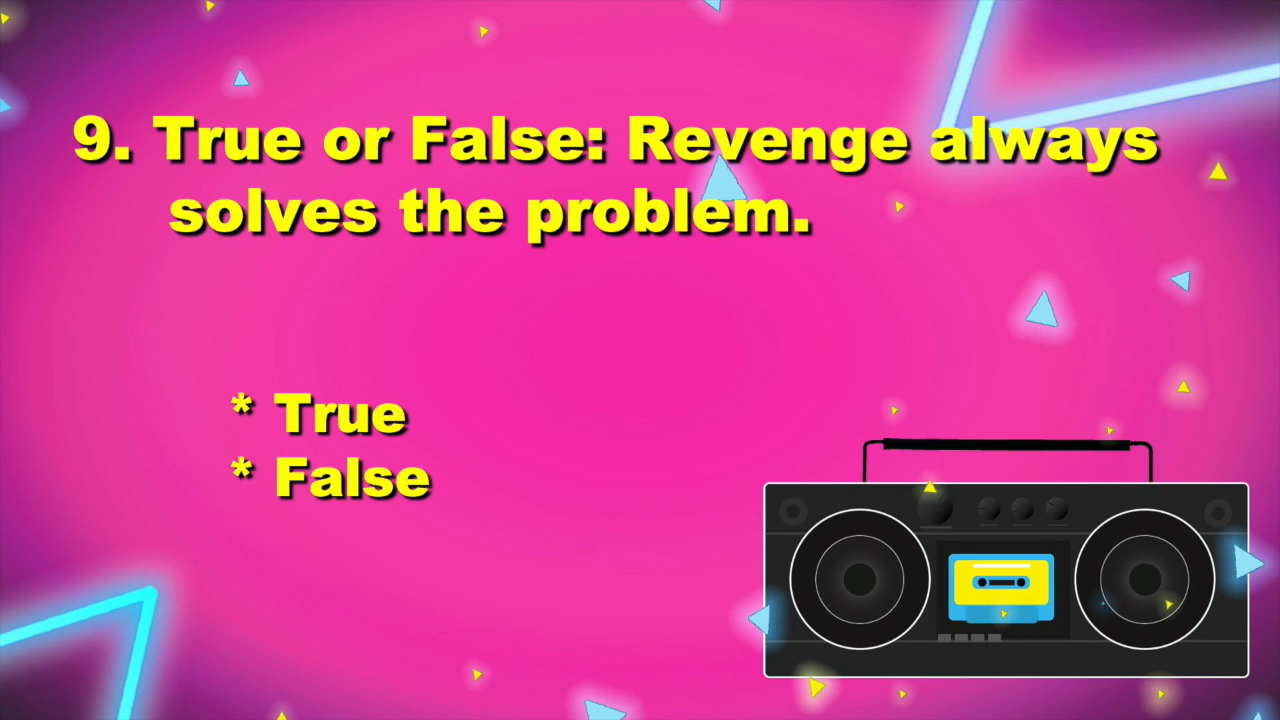 9. True or False: Revenge always
solves the problem.
* True
* False